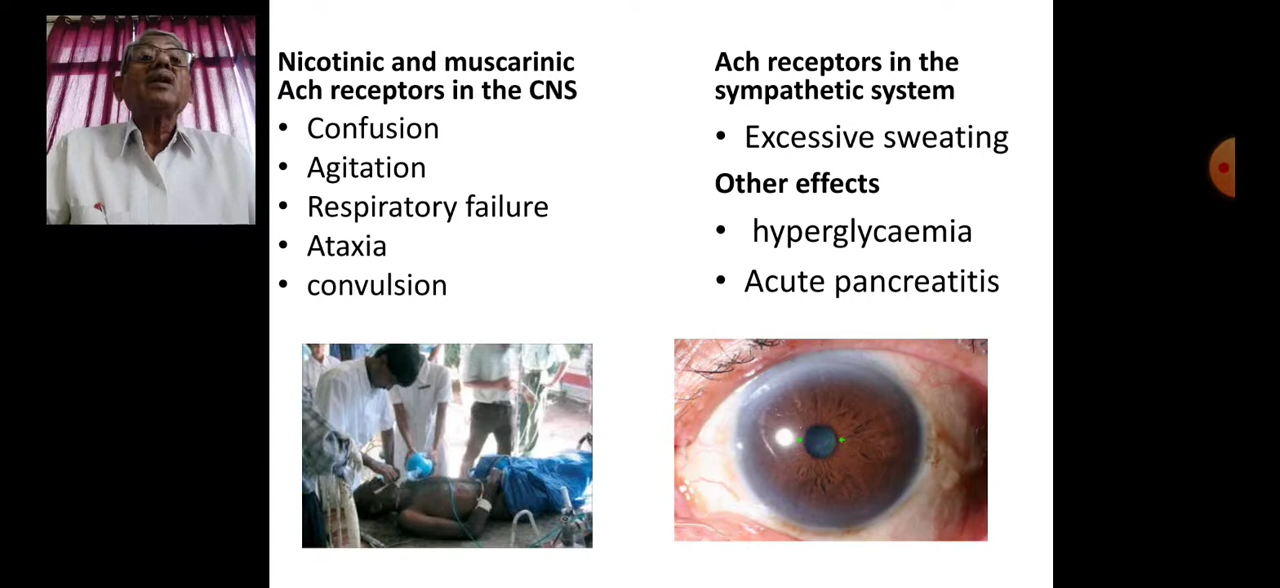 Nicotinic and muscarinic
Ach receptors in the CNS
• Confusion
• Agitation
• Respiratory failure
• Ataxia
• convulsion
Ach receptors in the
sympathetic system
• Excessive sweating
Other effects
• hyperglycaemia
• Acute pancreatitis